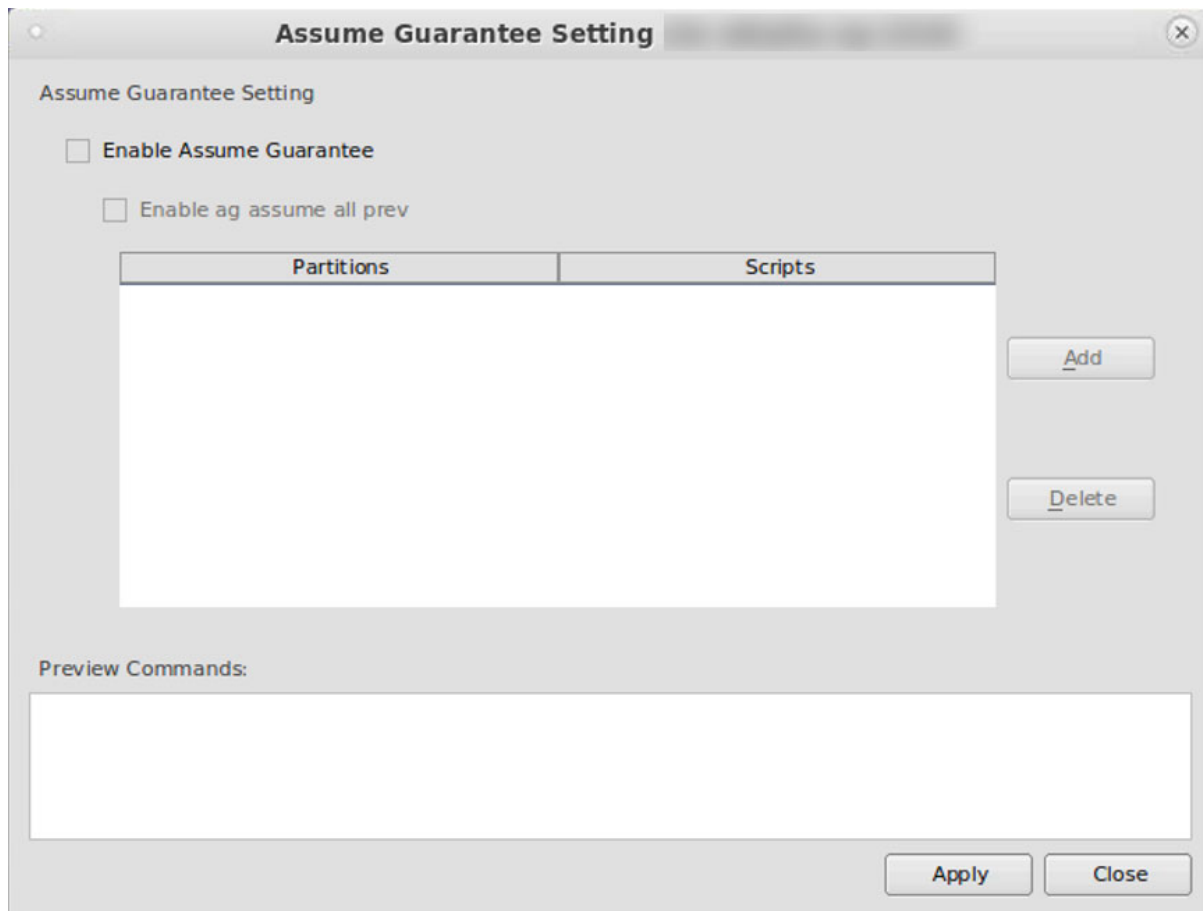 Assume Guarantee Setting
Assume Guarantee Setting
Enable Assume Guarantee
Enable ag assume all prev
Partitions Scripts
Add
Delete
Preview Commands:
Apply Close